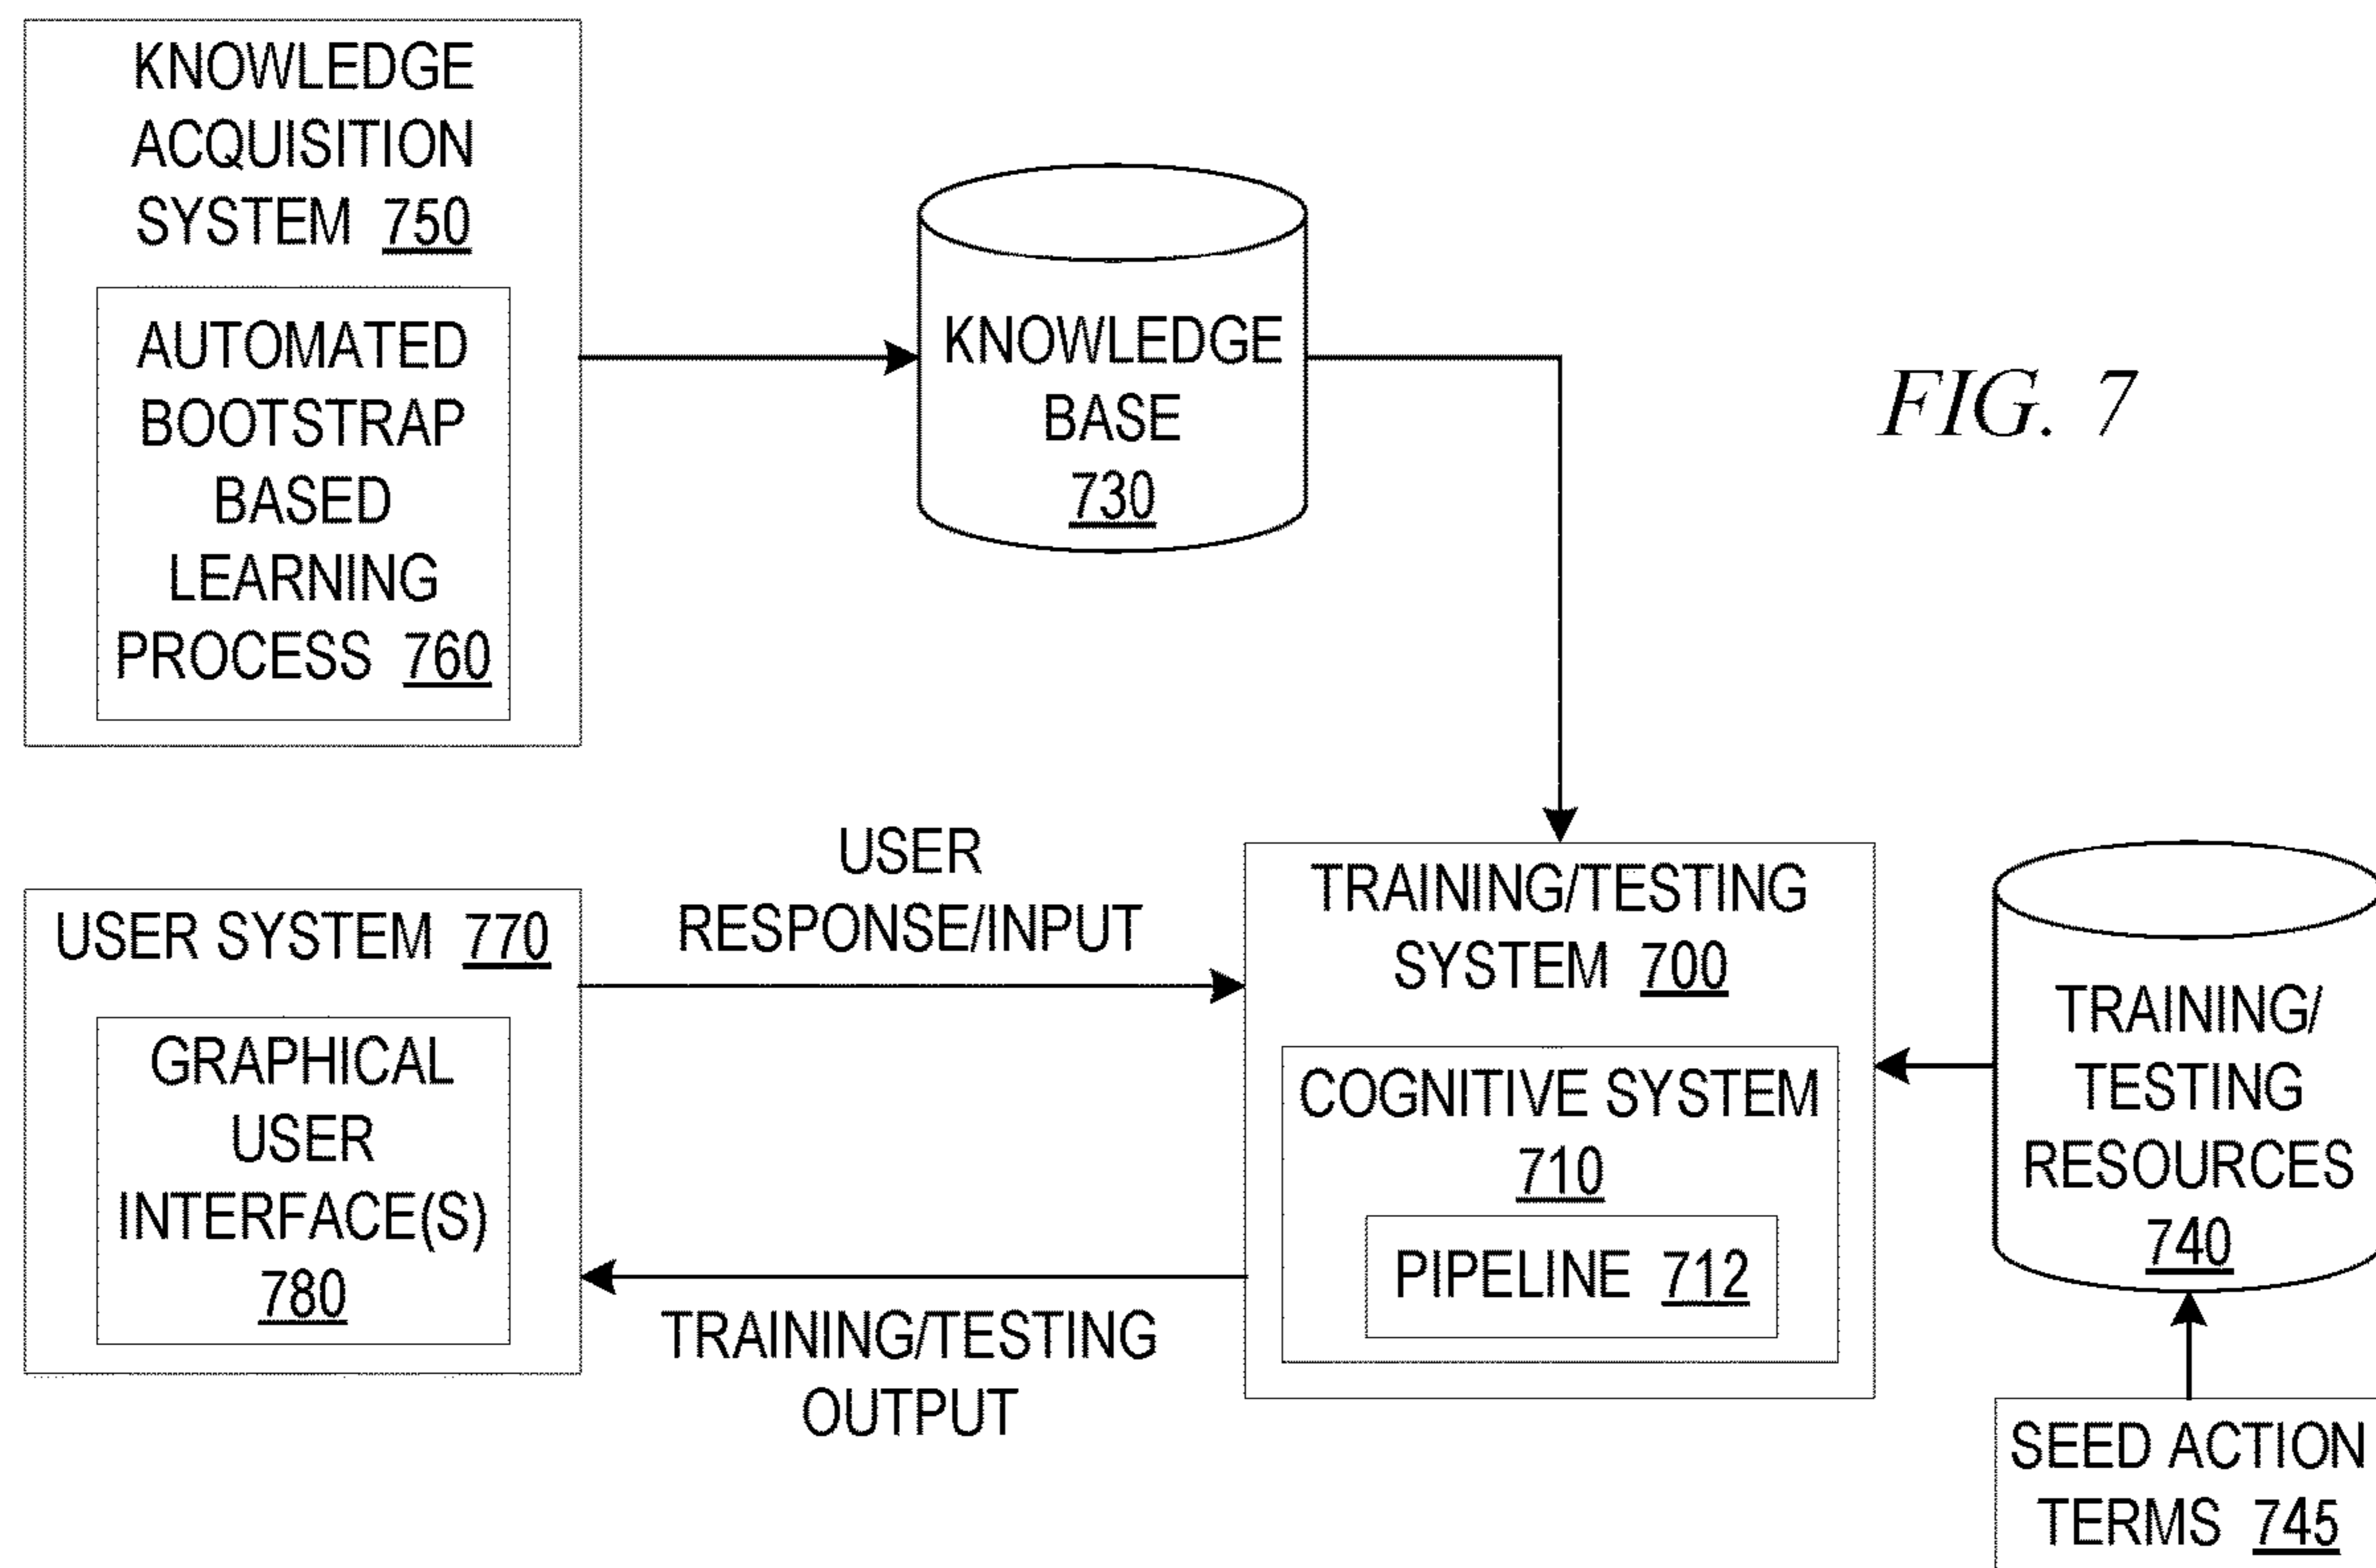 KNOWLEDGE
ACQUISITION
SYSTEM 750
AUTOMATED
BOOTSTRAP
BASED
LEARNING
PROCESS 760
KNOWLEDGE
BASE
730
FIG. 7
USER SYSTEM 770
GRAPHICAL
USER
INTERFACE(S)
780
USER
RESPONSE/INPUT
TRAINING/TESTING
OUTPUT
TRAINING/TESTING
SYSTEM 700
COGNITIVE SYSTEM
710
PIPELINE 712
TRAINING/
TESTING
RESOURCES
740
SEED ACTION
TERMS 745